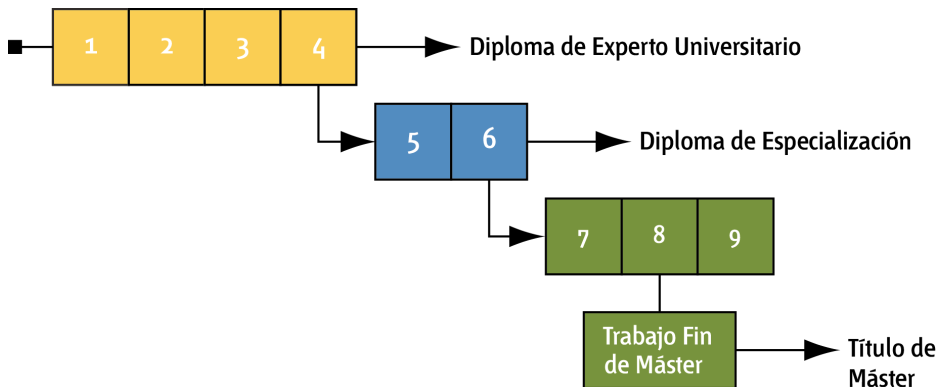 1 2 3 4
Diploma de Experto Universitario
5 6
Diploma de Especialización
7 8 9
Trabajo Fin
de Máster
Título de
Máster